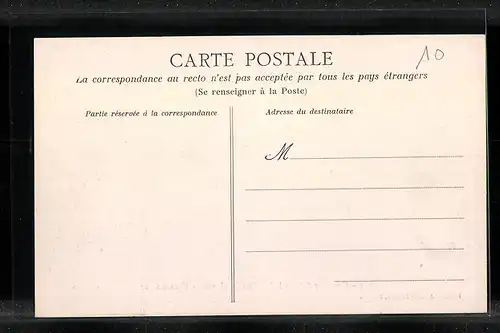 CARTE POSTALE
10
La correspondance au recto n'est pas acceptée par tous les pays étrangers
(Se renseigner à la Poste)
Partie réservée à la correspondance
Adresse du destinataire
M